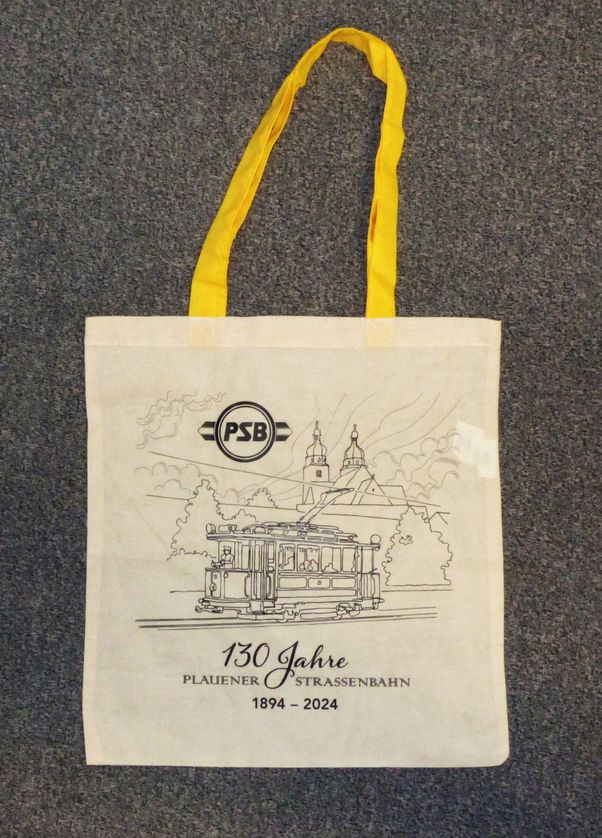 PSB
130 Jahre
PLAUENER STRASSENBAHN
1894 – 2024